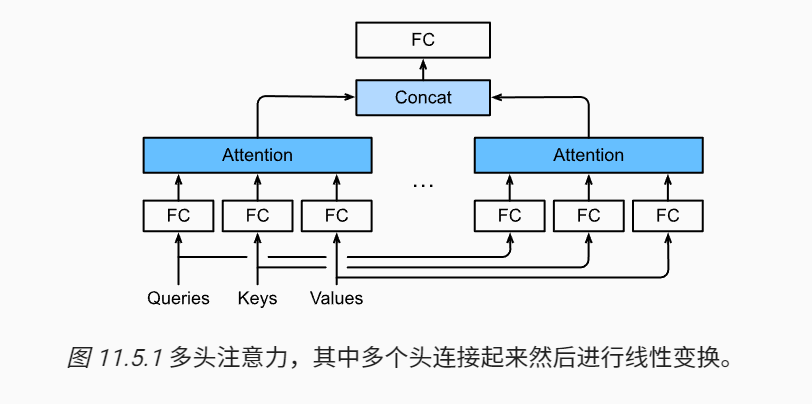 FC
Concat
Attention
Attention
...
FC FC FC FC FC FC
Queries Keys Values
图 11.5.1 多头注意力，其中多个头连接起来然后进行线性变换。